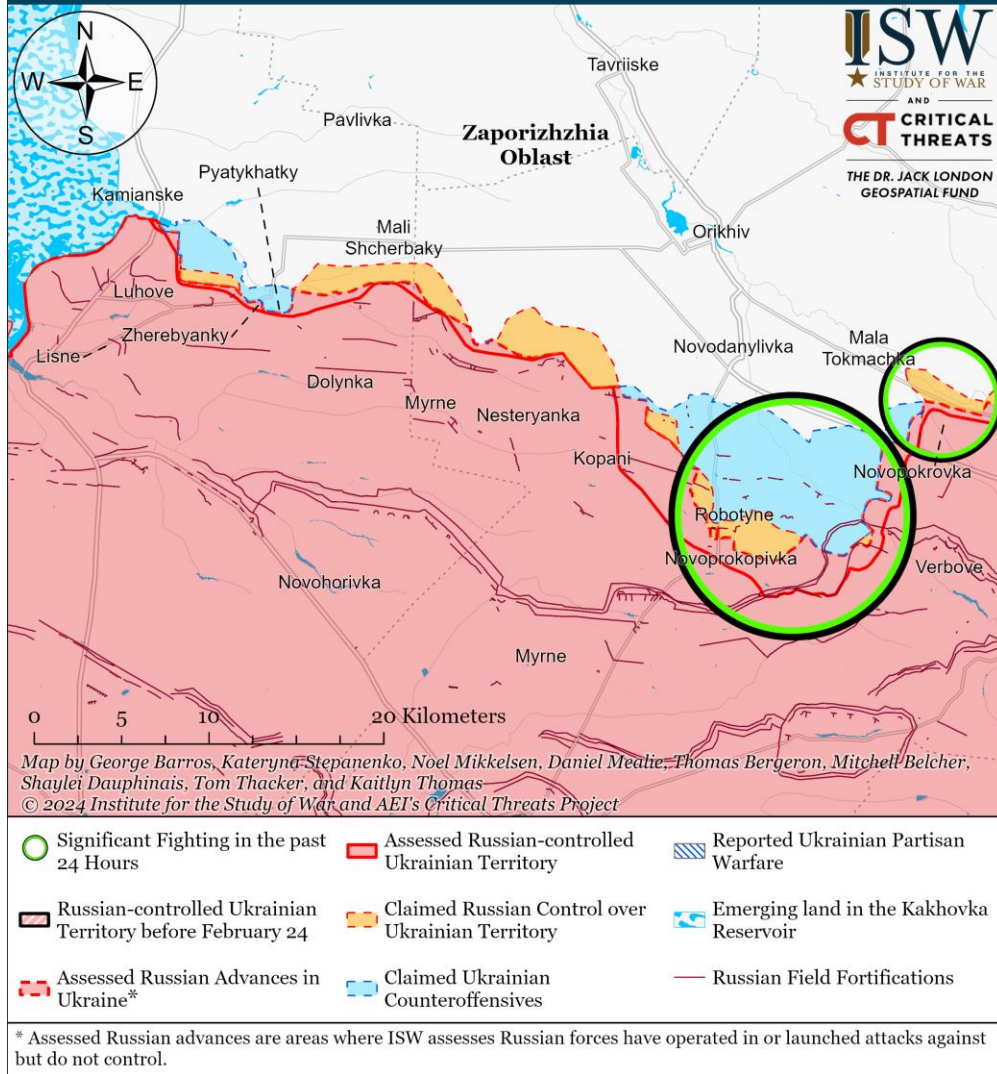 N
W
E
S
ISW
INSTITUTE FOR THE
STUDY OF WAR
AND
CT CRITICAL
THREATS
THE DR. JACK LONDON
GEOSPATIAL FUND
Tavriiske
Pavlivka
Zaporizhzhia
Oblast
Pyatykhatky
Kamianske
Mali
Shcherbaky
Orikhiv
Luhove
Zherebyanky
Lisne
Novodanylivka
Mala
Tokmachka
Dolynka
Myrne
Nesteryanka
Kopani
Novopokrovka
Robotyne
Novoprokopivka
Verbove
Novohorivka
Myrne
0 5 10 20 Kilometers
Map by George Barros, Kateryna Stepanenko, Noel Mikkelsen, Daniel Mealie, Thomas Bergeron, Mitchell Belcher,
Shaylei Dauphinais, Tom Thacker, and Kaitlyn Thomas
© 2024 Institute for the Study of War and AEI's Critical Threats Project
Significant Fighting in the past
24 Hours
Russian-controlled Ukrainian
Territory before February 24
Assessed Russian Advances in
Ukraine*
Assessed Russian-controlled
Ukrainian Territory
Claimed Russian Control over
Ukrainian Territory
Claimed Ukrainian
Counteroffensives
Reported Ukrainian Partisan
Warfare
Emerging land in the Kakhovka
Reservoir
Russian Field Fortifications
* Assessed Russian advances are areas where ISW assesses Russian forces have operated in or launched attacks against
but do not control.